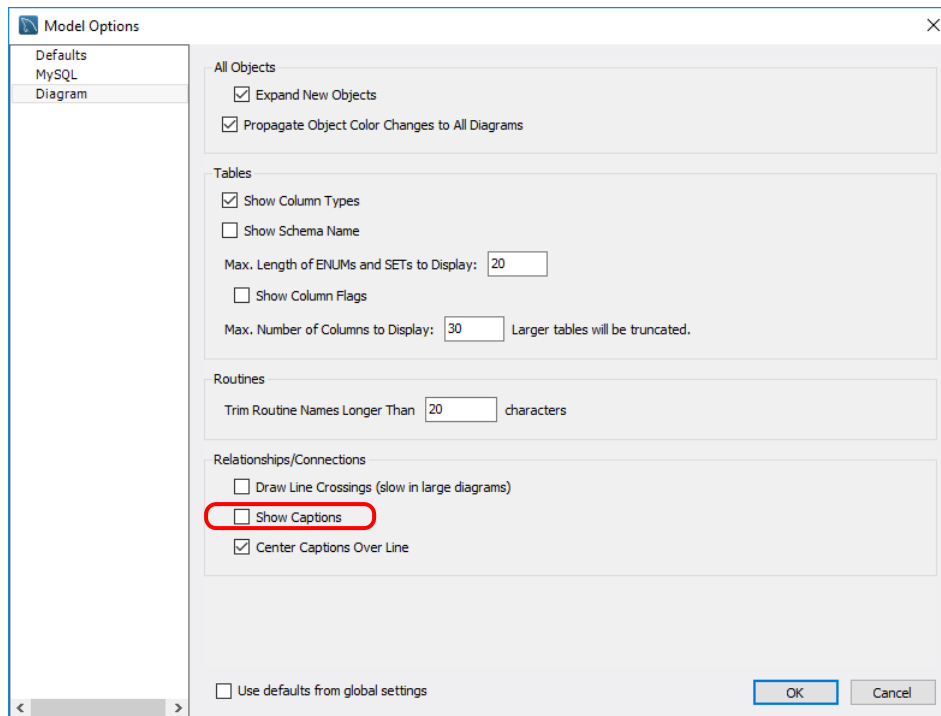 Model Options
Defaults
MySQL
Diagram
All Objects
Expand New Objects
Propagate Object Color Changes to All Diagrams
Tables
Show Column Types
Show Schema Name
Max. Length of ENUMs and SETs to Display: 20
Show Column Flags
Max. Number of Columns to Display: 30 Larger tables will be truncated.
Routines
Trim Routine Names Longer Than 20 characters
Relationships/Connections
Draw Line Crossings (slow in large diagrams)
Show Captions
Center Captions Over Line
Use defaults from global settings OK Cancel